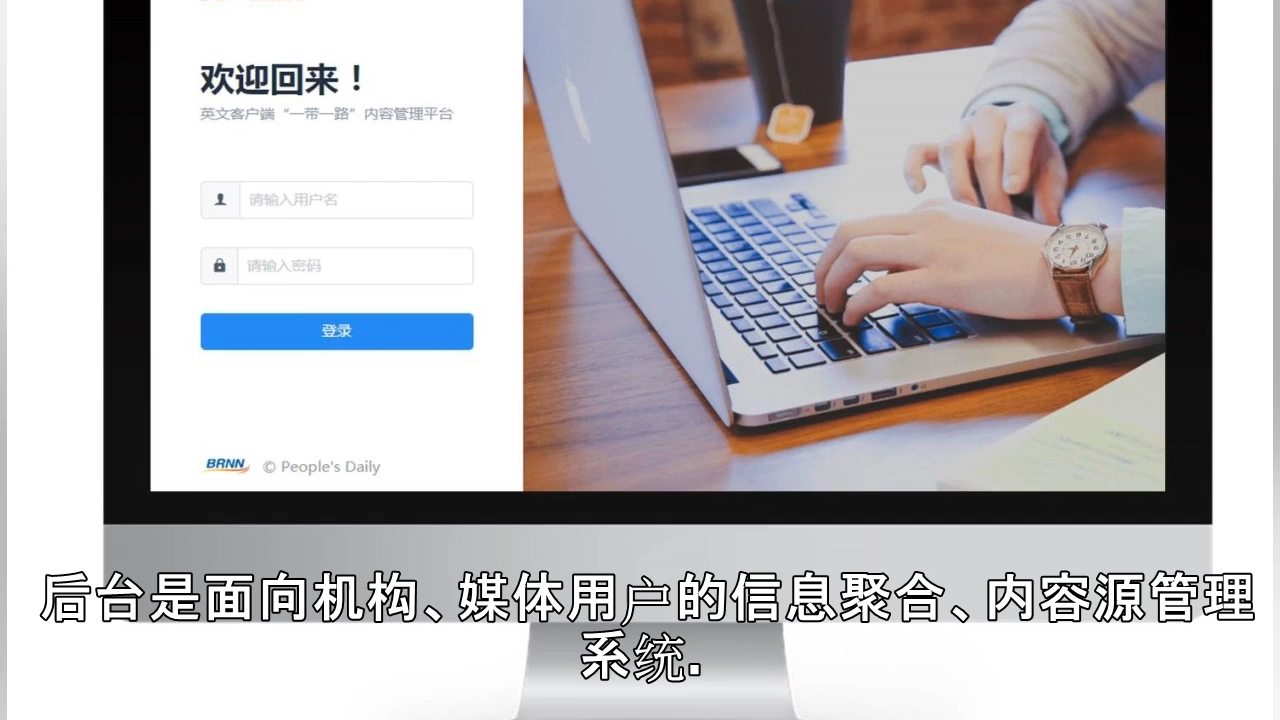 欢迎回来！
英文客户端“一带一路”内容管理平台
请输入用户名
请输入密码
登录
BRNN © People's Daily
后台是面向机构、媒体用户的信息聚合、内容源管理
系统.